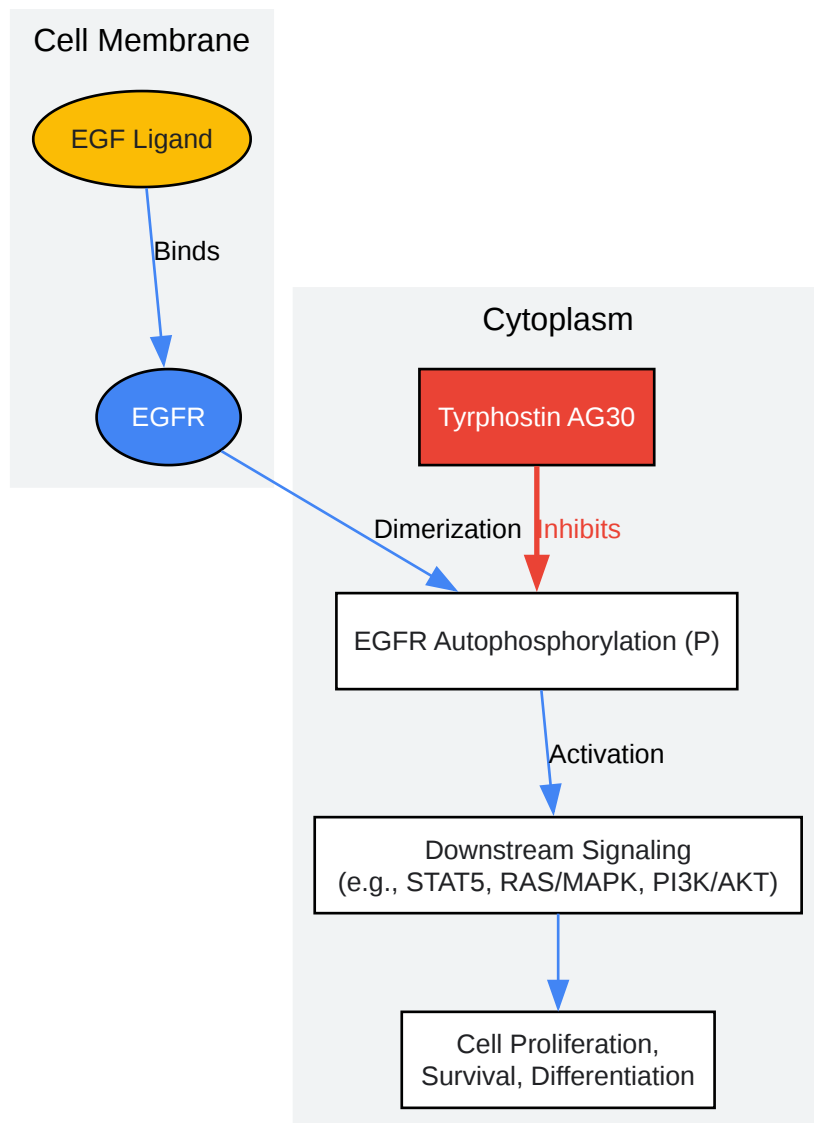 Cell Membrane
EGF Ligand
Binds
EGFR
Cytoplasm
Tyrphostin AG30
Dimerization
Inhibits
EGFR Autophosphorylation (P)
Activation
Downstream Signaling
(e.g., STAT5, RAS/MAPK, PI3K/AKT)
Cell Proliferation,
Survival, Differentiation